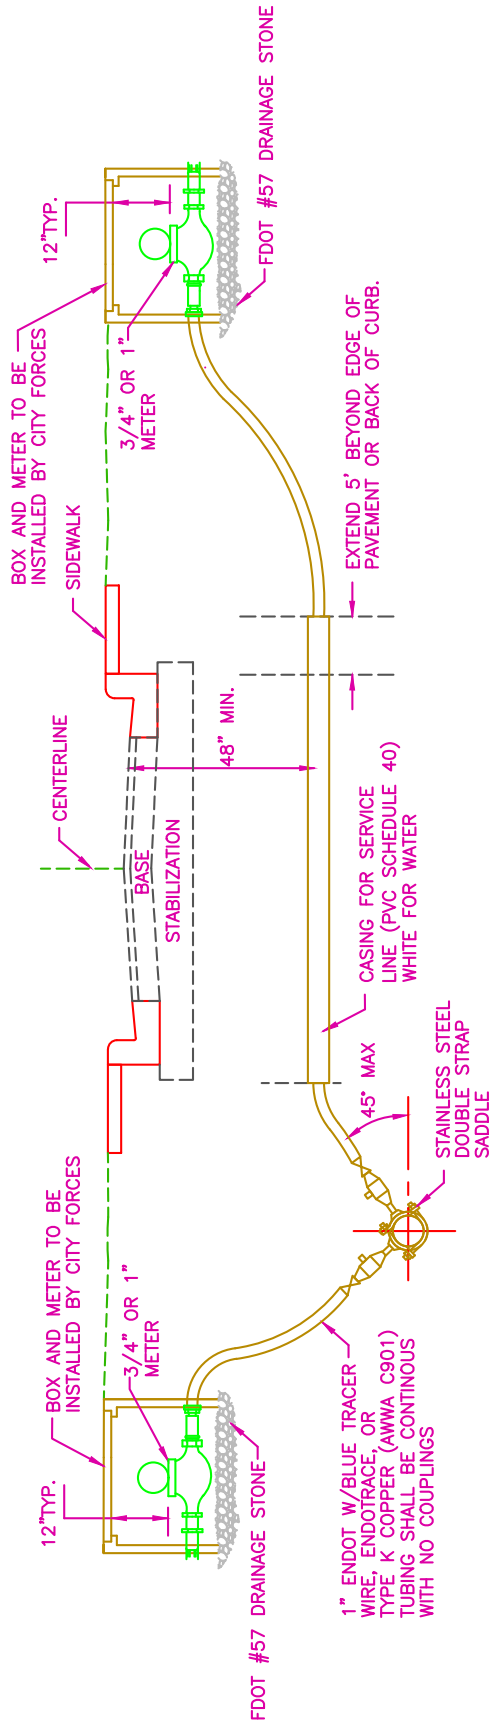 BOX AND METER TO BE
INSTALLED BY CITY FORCES
12"TYP.
3/4" OR 1"
METER
FDOT #57 DRAINAGE STONE
1" ENDOT W/BLUE TRACER
WIRE, ENDOTRACE, OR
TYPE K COPPER (AWWA C901)
TUBING SHALL BE CONTINOUS
WITH NO COUPLINGS
CENTERLINE
BASE
STABILIZATION
48" MIN.
45° MAX
STAINLESS STEEL
DOUBLE STRAP
SADDLE
CASING FOR SERVICE
LINE (PVC SCHEDULE 40)
WHITE FOR WATER
SIDEWALK
BOX AND METER TO BE
INSTALLED BY CITY FORCES
12"TYP.
3/4" OR 1"
METER
FDOT #57 DRAINAGE STONE
EXTEND 5' BEYOND EDGE OF
PAVEMENT OR BACK OF CURB.